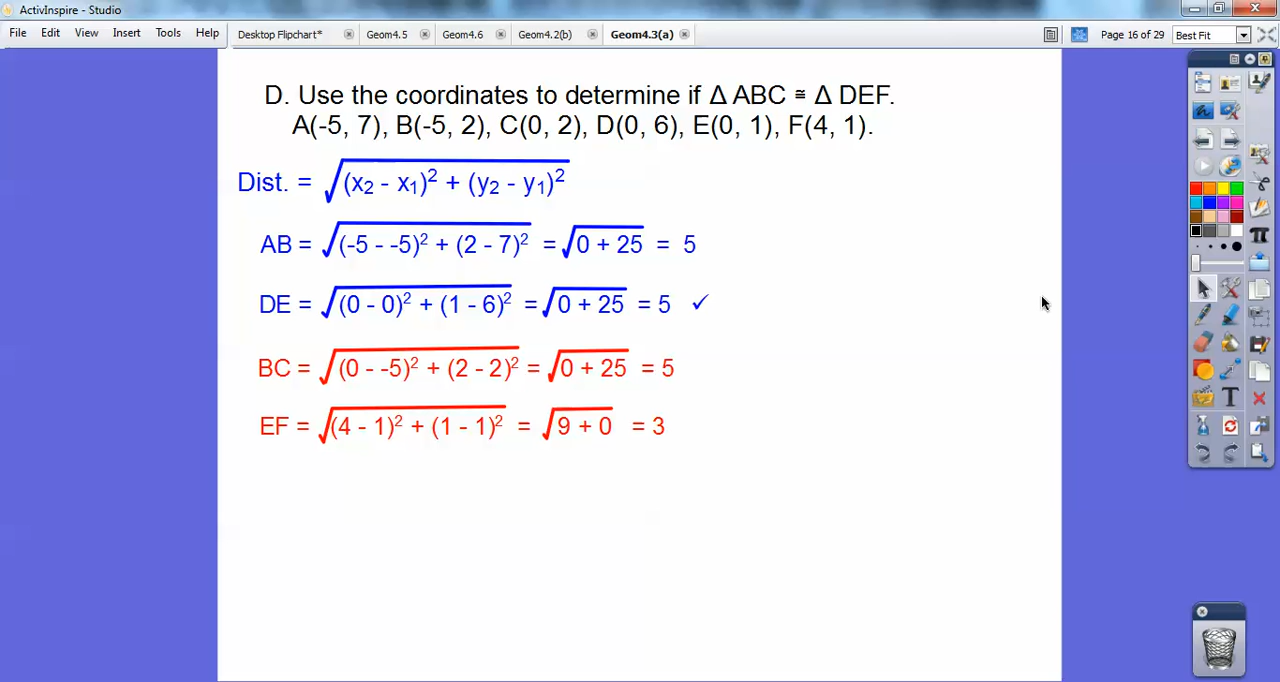 ActivInspire - Studio
File Edit View Insert Tools Help
Desktop Flipchart* Geom4.5 Geom4.6 Geom4.2(b) Geom4.3(a) Page 16 of 29 Best Fit
D. Use the coordinates to determine if Δ ABC ≅ Δ DEF.
A(-5, 7), B(-5, 2), C(0, 2), D(0, 6), E(0, 1), F(4, 1).
Dist. = √(x₂ - x₁)² + (y₂ - y₁)²
AB = √(-5 - -5)² + (2 - 7)² = √0 + 25 = 5
DE = √(0 - 0)² + (1 - 6)² = √0 + 25 = 5 ✓
BC = √(0 - -5)² + (2 - 2)² = √0 + 25 = 5
EF = √(4 - 1)² + (1 - 1)² = √9 + 0 = 3